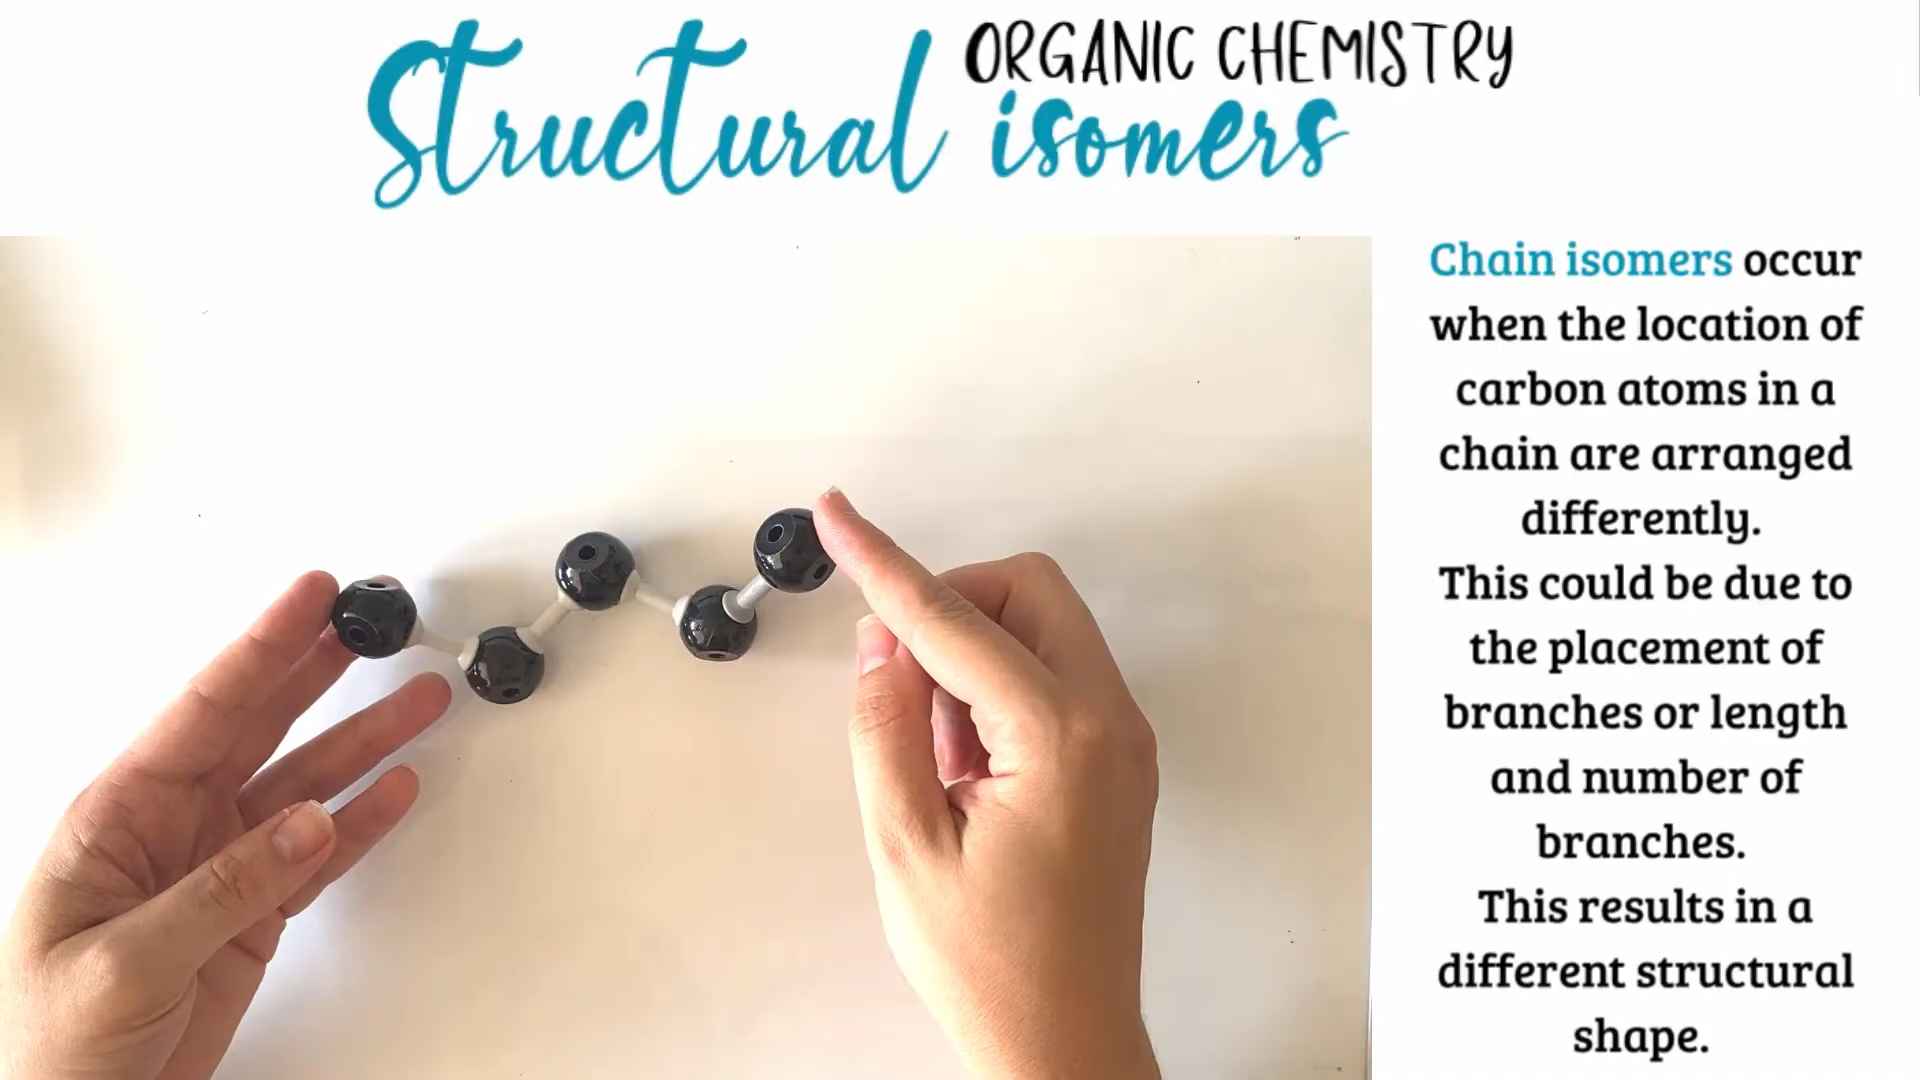 ORGANIC CHEMISTRY
Structural isomers
Chain isomers occur
when the location of
carbon atoms in a
chain are arranged
differently.
This could be due to
the placement of
branches or length
and number of
branches.
This results in a
different structural
shape.